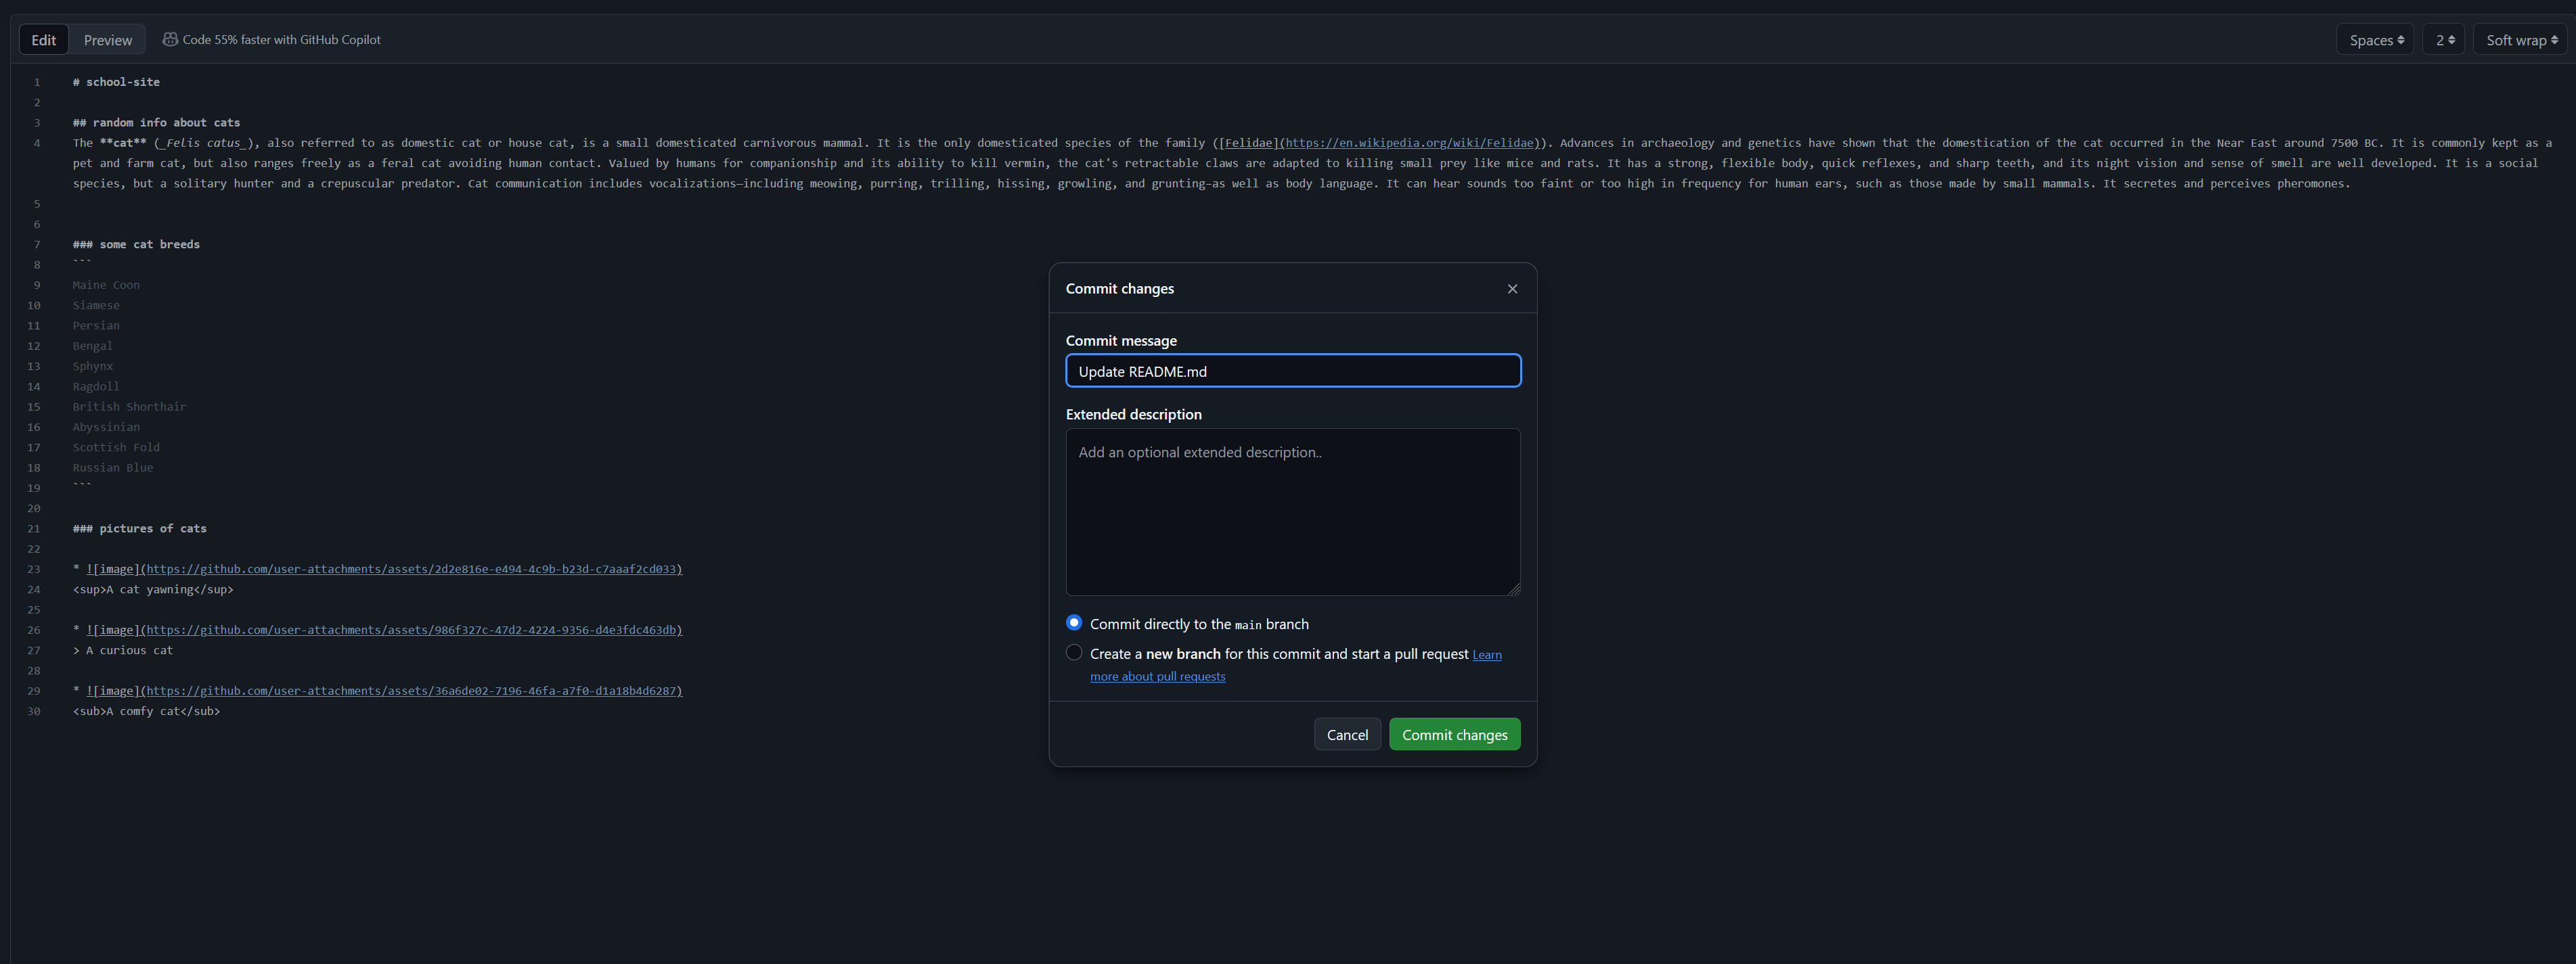 Edit Preview Code 55% faster with GitHub Copilot Spaces 2 Soft wrap
1 # school-site
2
3 ## random info about cats
4 The **cat** (_Felis catus_), also referred to as domestic cat or house cat, is a small domesticated carnivorous mammal. It is the only domesticated species of the family ([Felidae](https://en.wikipedia.org/wiki/Felidae)). Advances in archaeology and genetics have shown that the domestication of the cat occurred in the Near East around 7500 BC. It is commonly kept as a
pet and farm cat, but also ranges freely as a feral cat avoiding human contact. Valued by humans for companionship and its ability to kill vermin, the cat's retractable claws are adapted to killing small prey like mice and rats. It has a strong, flexible body, quick reflexes, and sharp teeth, and its night vision and sense of smell are well developed. It is a social
species, but a solitary hunter and a crepuscular predator. Cat communication includes vocalizations—including meowing, purring, trilling, hissing, growling, and grunting—as well as body language. It can hear sounds too faint or too high in frequency for human ears, such as those made by small mammals. It secretes and perceives pheromones.
5
6
7 ### some cat breeds
8 ```
9 Maine Coon
10 Siamese
11 Persian
12 Bengal
13 Sphynx
14 Ragdoll
15 British Shorthair
16 Abyssinian
17 Scottish Fold
18 Russian Blue
19 ```
20
21 ### pictures of cats
22
23 * ![image](https://github.com/user-attachments/assets/2d2e816e-e494-4c9b-b23d-c7aaaf2cd033)
24 <sup>A cat yawning</sup>
25
26 * ![image](https://github.com/user-attachments/assets/986f327c-47d2-4224-9356-d4e3fdc463db)
27 > A curious cat
28
29 * ![image](https://github.com/user-attachments/assets/36a6de02-7196-46fa-a7f0-d1a18b4d6287)
30 <sub>A comfy cat</sub>
Commit changes
Commit message
Update README.md
Extended description
Add an optional extended description..
Commit directly to the main branch
Create a new branch for this commit and start a pull request Learn
more about pull requests
Cancel Commit changes